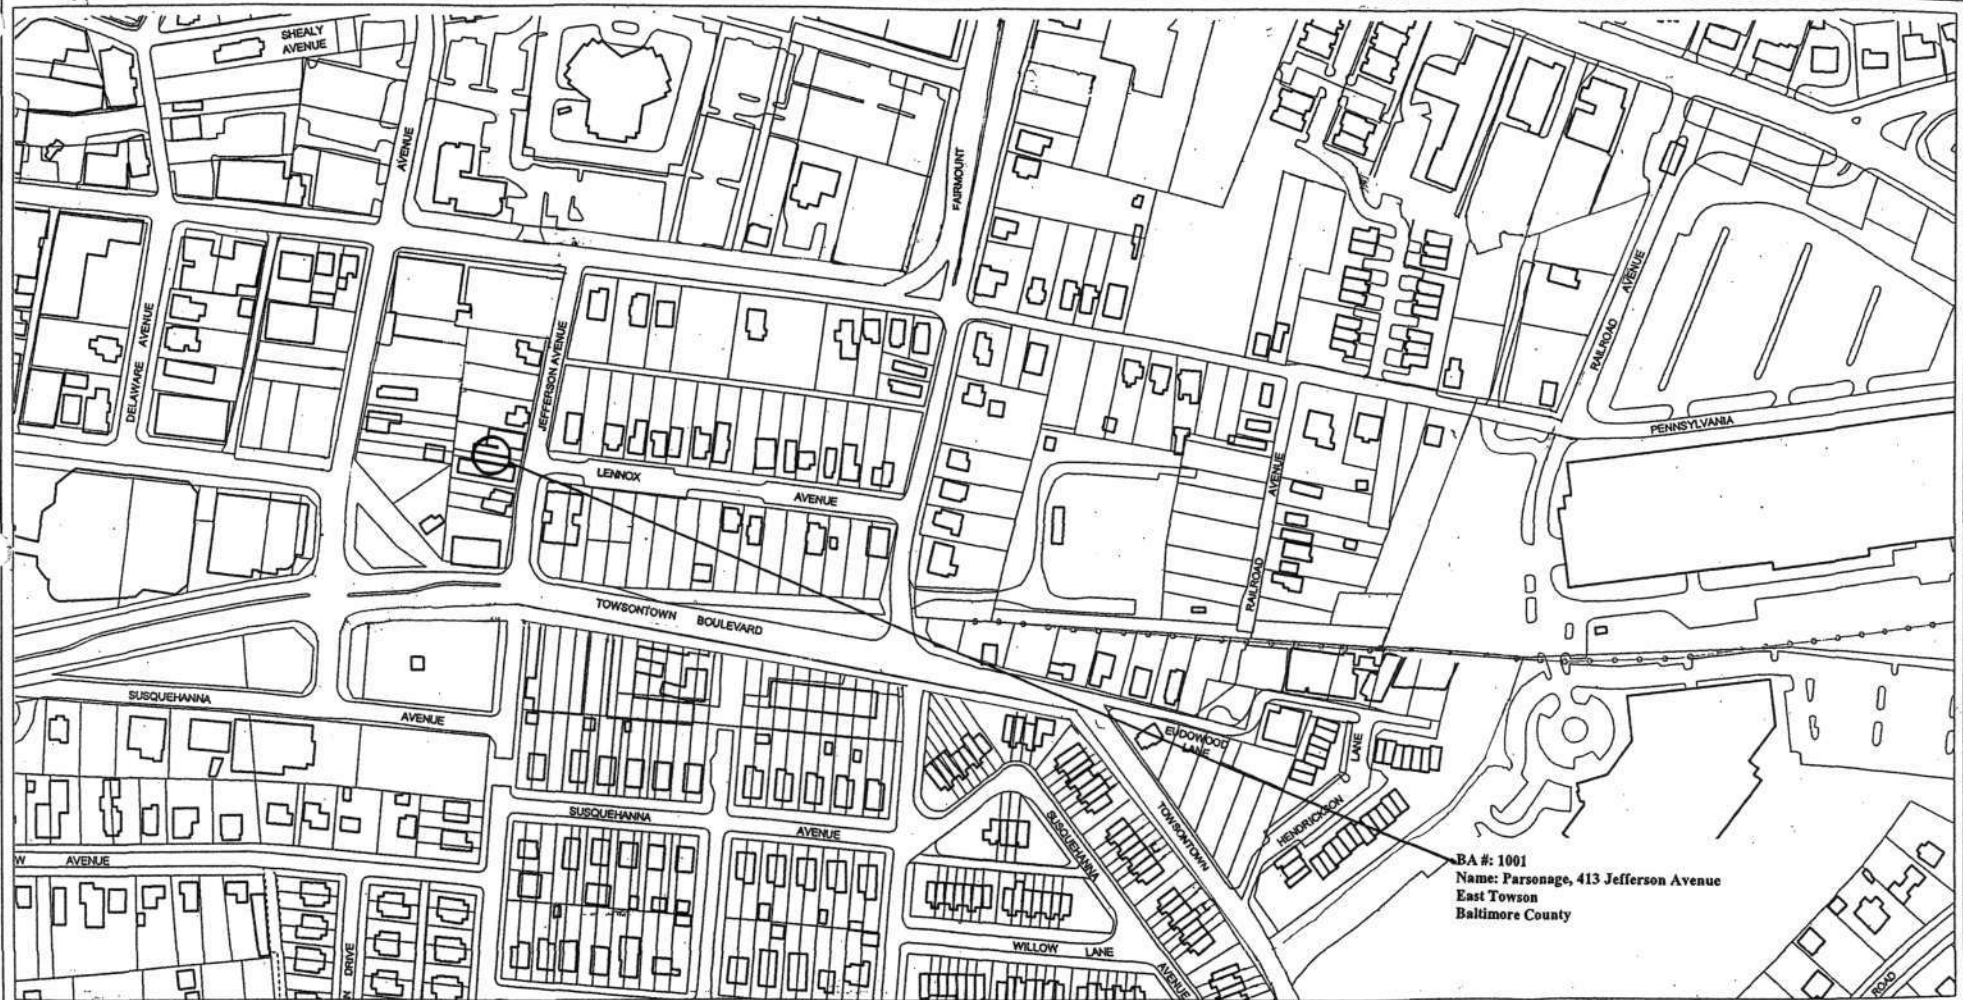 SHEALY
AVENUE
AVENUE
FAIRMOUNT
DELAWARE AVENUE
JEFFERSON AVENUE
RAILROAD AVENUE
PENNSYLVANIA
LENNOX
AVENUE
RAILROAD AVENUE
TOWSONTOWN BOULEVARD
SUSQUEHANNA
AVENUE
EUDOWOOD
LANE
LANE
HENDRICKSON
TOWSONTOWN
SUSQUEHANNA
AVENUE
SUSQUEHANNA
AVENUE
W AVENUE
BA #: 1001
Name: Parsonage, 413 Jefferson Avenue
East Towson
Baltimore County
WILLOW LANE
DRIVE
ROAD